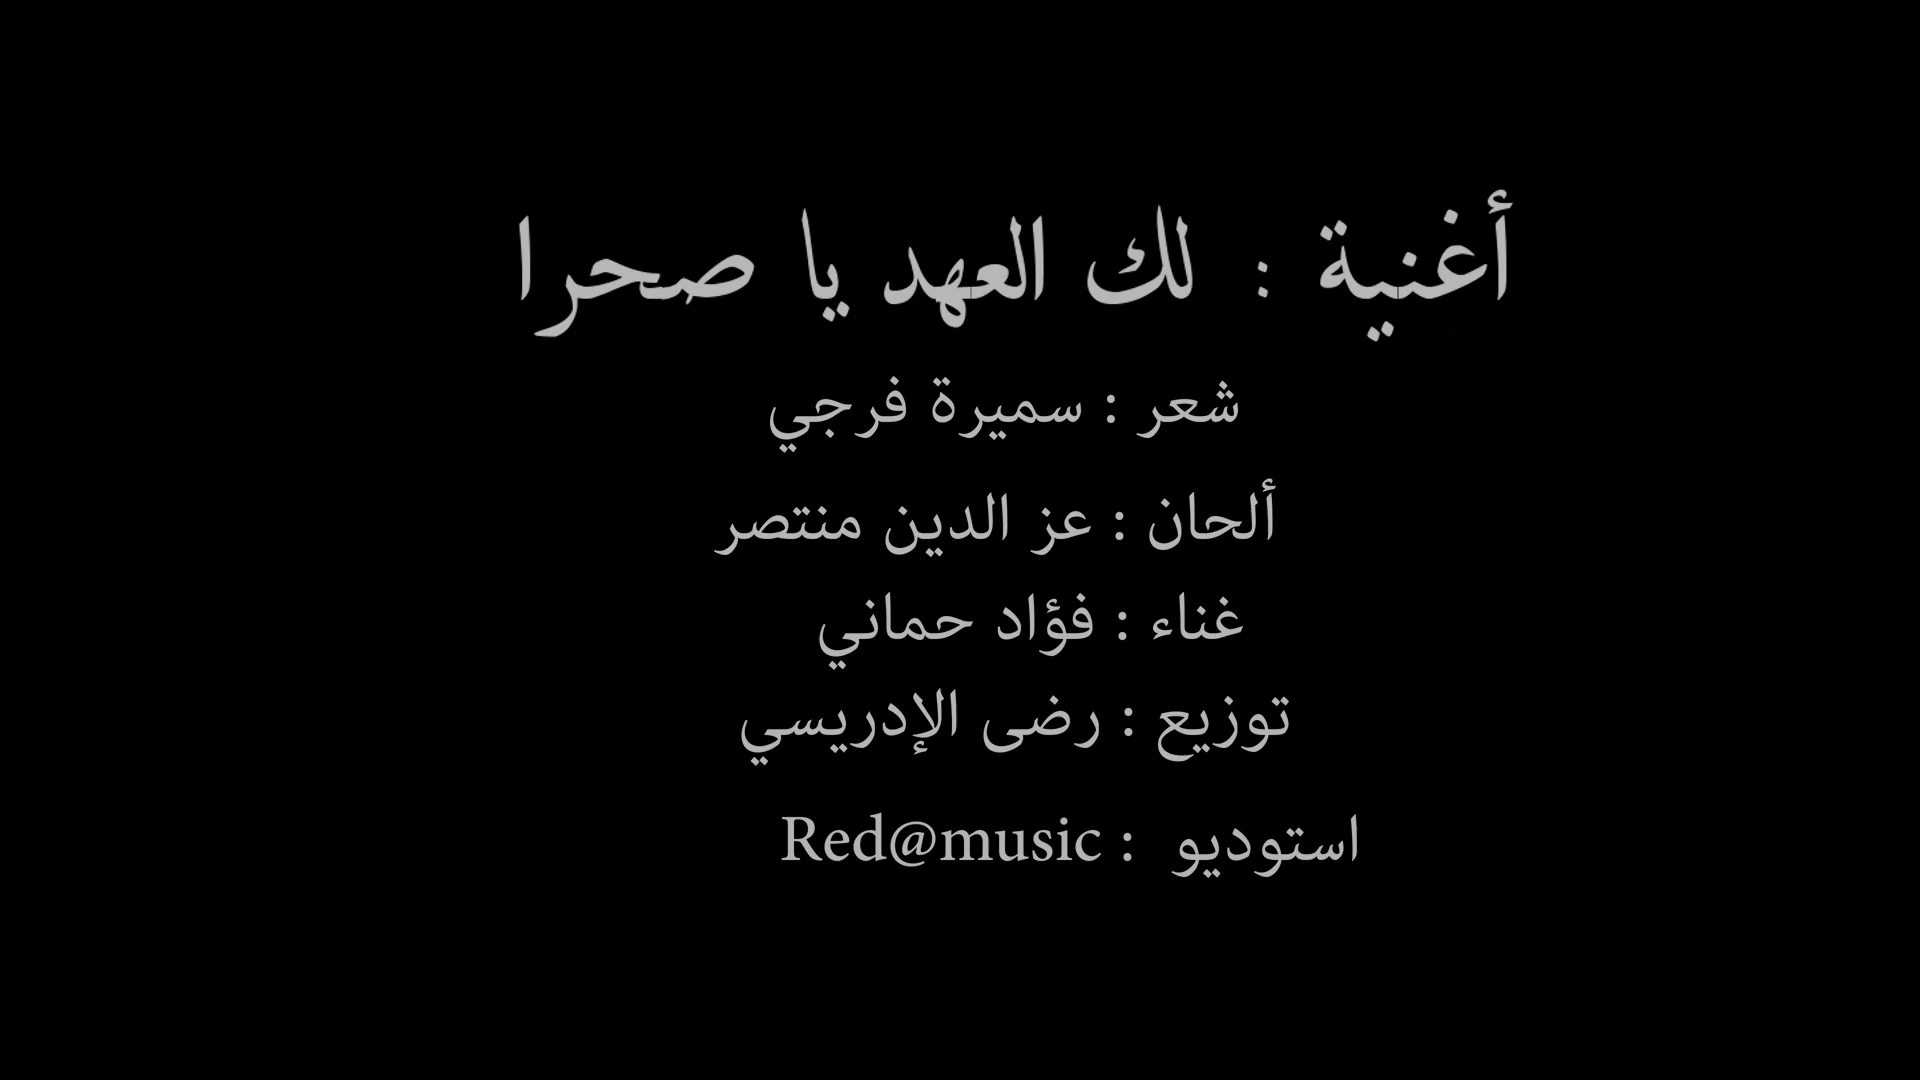 أغنية : لك العهد يا صحرا
شعر : سميرة فرجي
ألحان : عز الدين منتصر
غناء : فؤاد حماني
توزيع : رضى الإدريسي
استوديو : Red@music